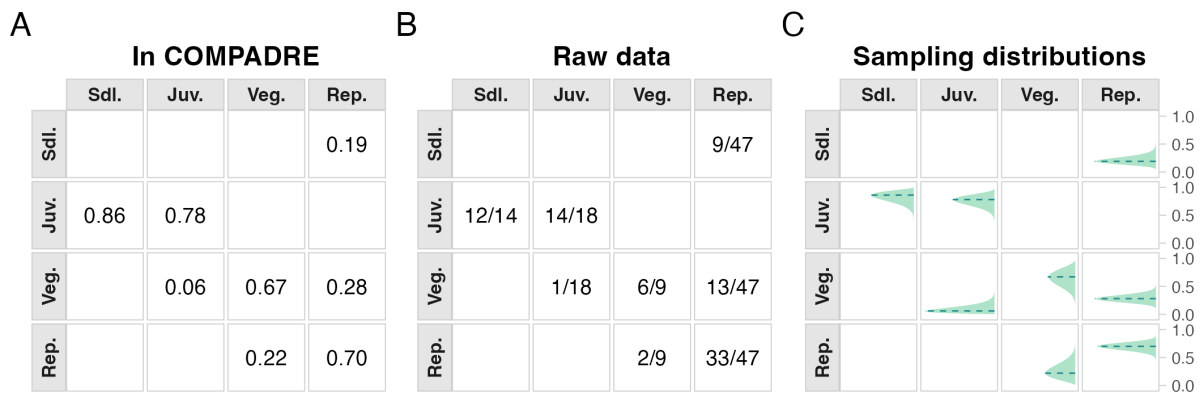 A B C
In COMPADRE Raw data Sampling distributions
Sdl. Juv. Veg. Rep. Sdl. Juv. Veg. Rep. Sdl. Juv. Veg. Rep.
Sdl. 0.19 Sdl. 9/47 Sdl. 1.0
0.5
0.0
Juv. 0.86 0.78 Juv. 12/14 14/18 Juv. 1.0
0.5
0.0
Veg. 0.06 0.67 0.28 Veg. 1/18 6/9 13/47 Veg. 1.0
0.5
0.0
Rep. 0.22 0.70 Rep. 2/9 33/47 Rep. 1.0
0.5
0.0